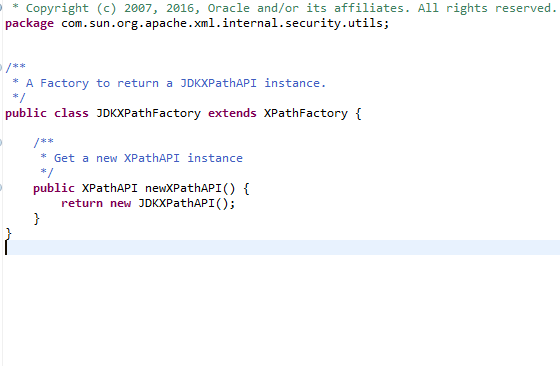 * Copyright (c) 2007, 2016, Oracle and/or its affiliates. All rights reserved.
package com.sun.org.apache.xml.internal.security.utils;
/**
* A Factory to return a JDKXPathAPI instance.
*/
public class JDKXPathFactory extends XPathFactory {
/**
* Get a new XPathAPI instance
*/
public XPathAPI newXPathAPI() {
return new JDKXPathAPI();
}
}